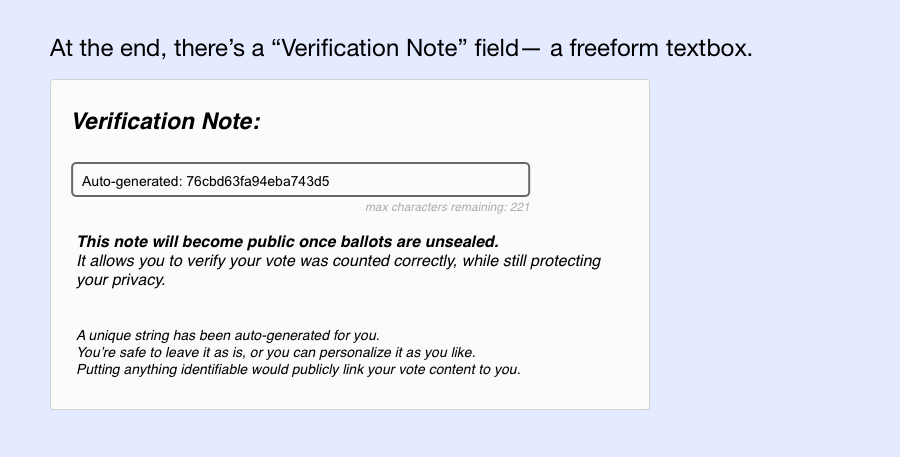 At the end, there's a “Verification Note” field— a freeform textbox.
Verification Note:
Auto-generated: 76cbd63fa94eba743d5
max characters remaining: 221
This note will become public once ballots are unsealed.
It allows you to verify your vote was counted correctly, while still protecting
your privacy.
A unique string has been auto-generated for you.
You're safe to leave it as is, or you can personalize it as you like.
Putting anything identifiable would publicly link your vote content to you.